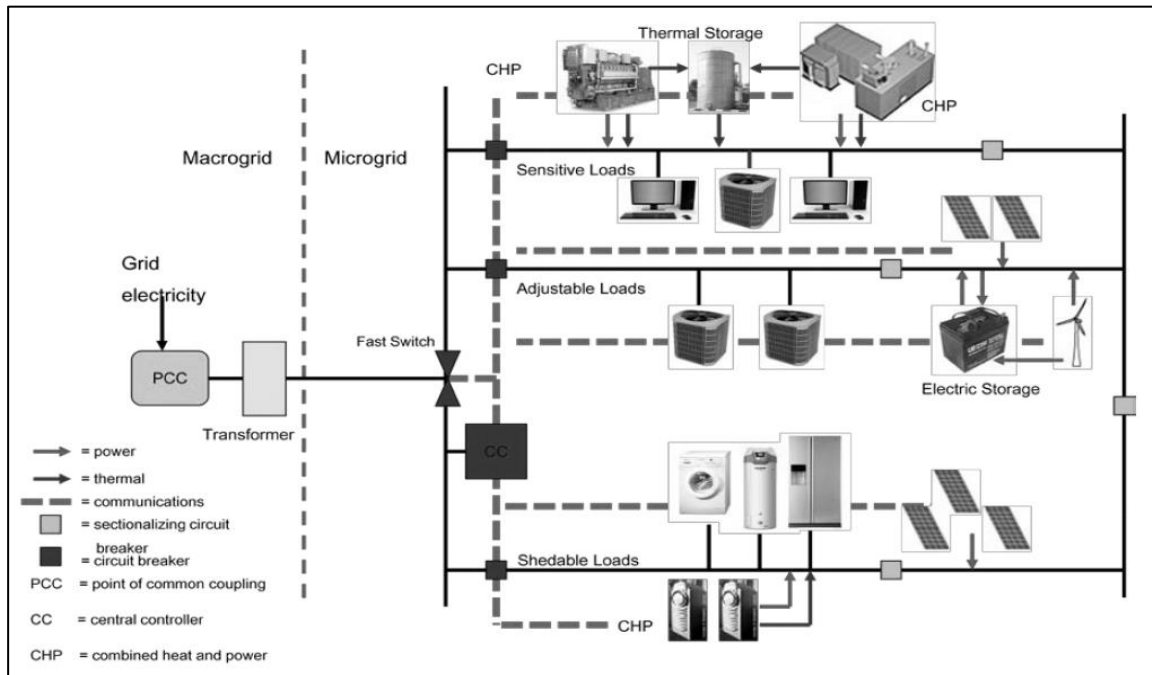 Thermal Storage
CHP
CHP
Macrogrid
Microgrid
Sensitive Loads
Grid
electricity
Adjustable Loads
Fast Switch
PCC
Electric Storage
Transformer
CC
= power
= thermal
= communications
= sectionalizing circuit
breaker
= circuit breaker
Shedable Loads
PCC = point of common coupling
CC = central controller
CHP
CHP = combined heat and power